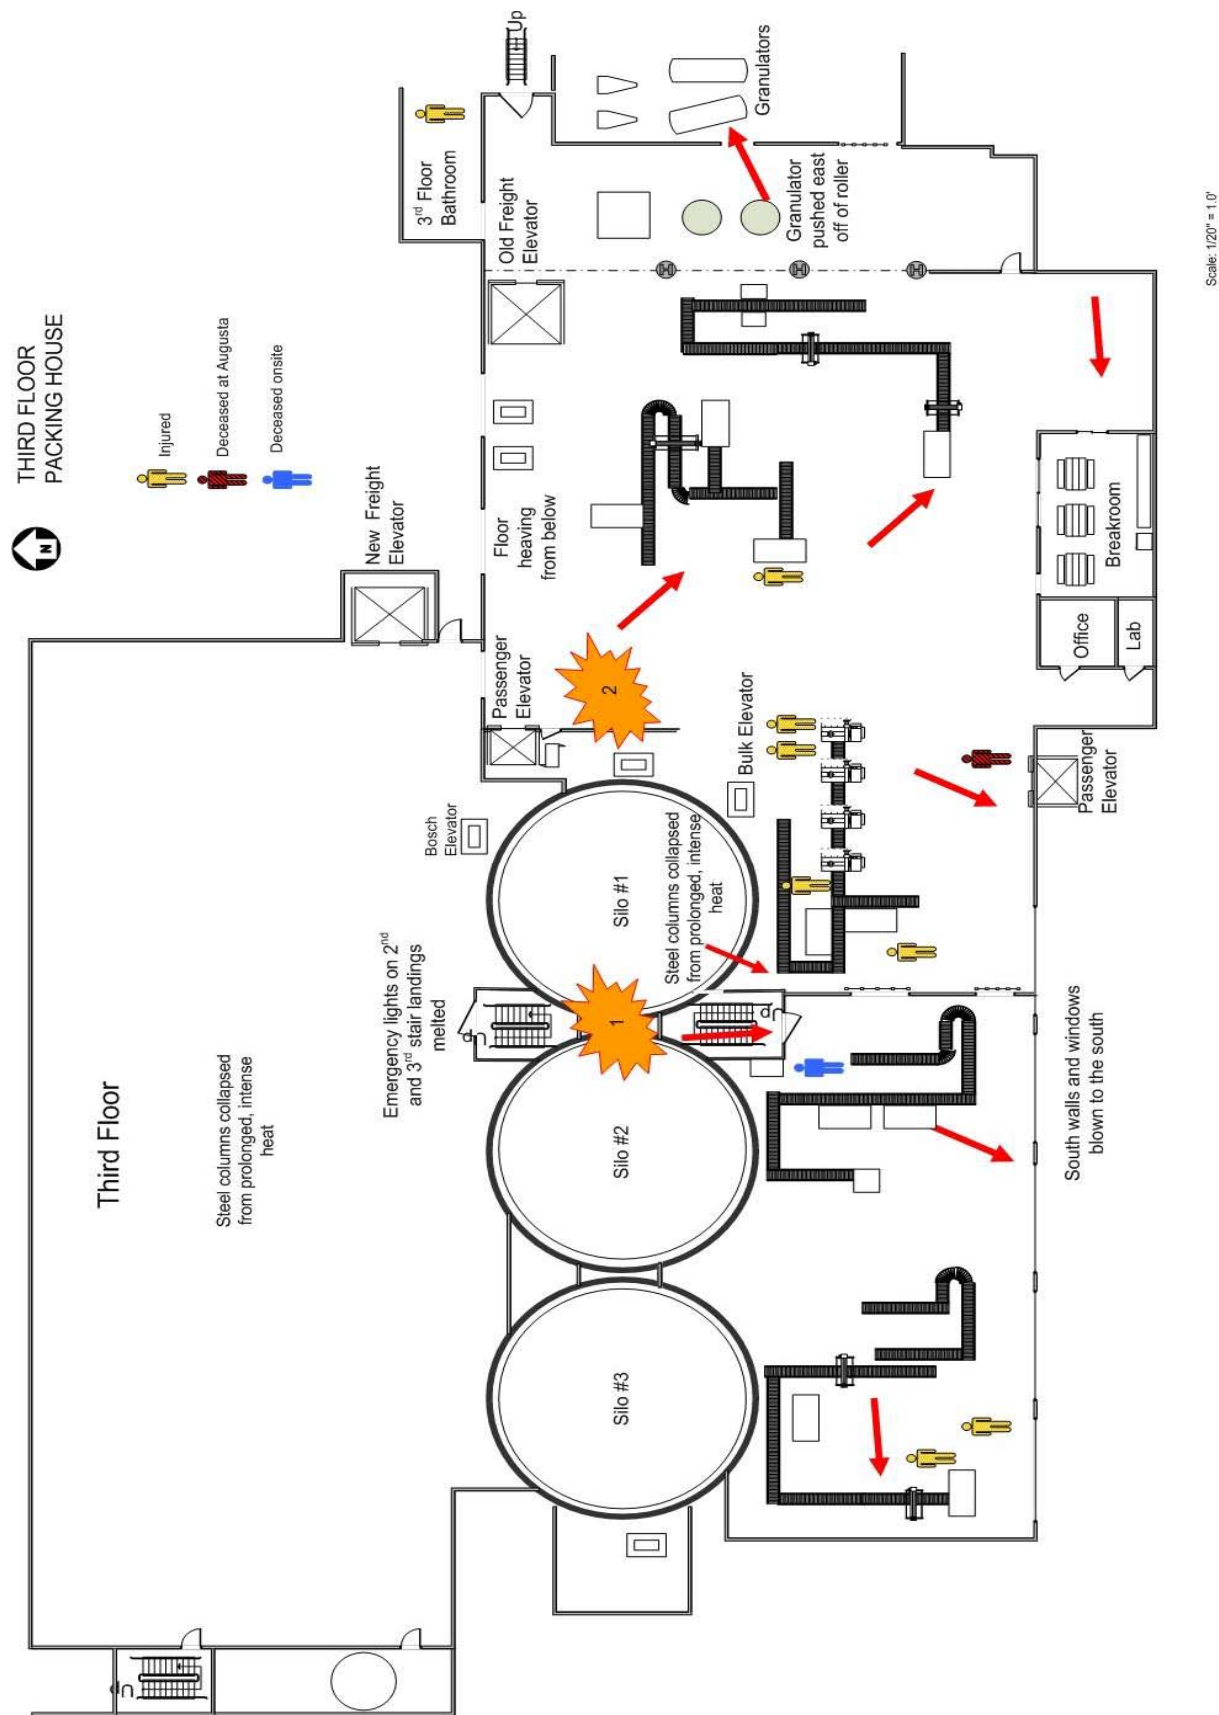 THIRD FLOOR
PACKING HOUSE
N
Injured
Deceased at Augusta
Deceased onsite
Third Floor
Steel columns collapsed
from prolonged, intense
heat
New Freight
Elevator
3rd Floor
Bathroom
Up
Emergency lights on 2nd
and 3rd stair landings
melted
Bosch
Elevator
Passenger
Elevator
Floor
heaving
from below
Old Freight
Elevator
Up
Up
Silo #3
Silo #2
1
Silo #1
2
Granulators
Granulator
pushed east
off of roller
Steel columns collapsed
from prolonged, intense
heat
Bulk Elevator
Up
South walls and windows
blown to the south
Passenger
Elevator
Office
Lab
Breakroom
Scale: 1/20" = 1.0'